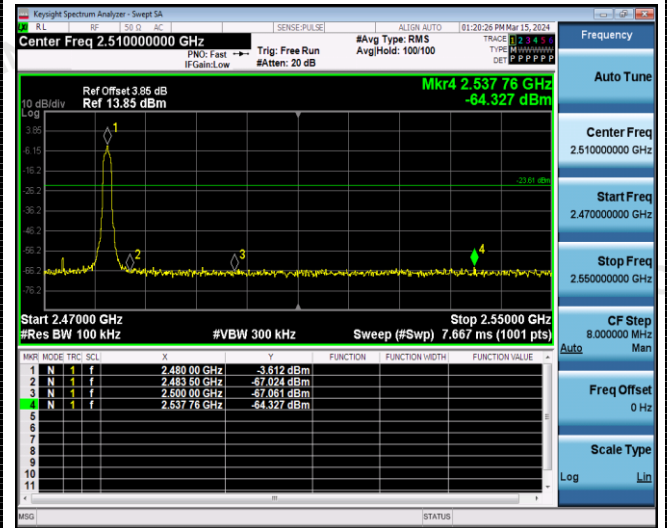 Keysight Spectrum Analyzer - Swept SA
RL RF 50 Ω AC SENSE:PULSE ALIGN AUTO 01:20:26 PM Mar 15, 2024
Center Freq 2.510000000 GHz
PNO: Fast Trig: Free Run
IFGain:Low #Atten: 20 dB
#Avg Type: RMS
Avg|Hold: 100/100
TRACE 1 2 3 4 5 6
TYPE M WWWWW
DET P P P P P P
Ref Offset 3.85 dB
Ref 13.85 dBm
10 dB/div
Log
Mkr4 2.537 76 GHz
-64.327 dBm
3.85
-6.15
-16.2
-26.2
-36.2
-46.2
-56.2
-66.2
-76.2
1
2
3
4
-23.61 dBm
Start 2.47000 GHz Stop 2.55000 GHz
#Res BW 100 kHz #VBW 300 kHz Sweep (#Swp) 7.667 ms (1001 pts)
MKR MODE TRC SCL X Y FUNCTION FUNCTION WIDTH FUNCTION VALUE
1 N 1 f 2.480 00 GHz -3.612 dBm
2 N 1 f 2.483 50 GHz -67.024 dBm
3 N 1 f 2.500 00 GHz -67.061 dBm
4 N 1 f 2.537 76 GHz -64.327 dBm
5
6
7
8
9
10
11
MSG STATUS
Frequency
Auto Tune
Center Freq
2.510000000 GHz
Start Freq
2.470000000 GHz
Stop Freq
2.550000000 GHz
CF Step
8.000000 MHz
Auto Man
Freq Offset
0 Hz
Scale Type
Log Lin